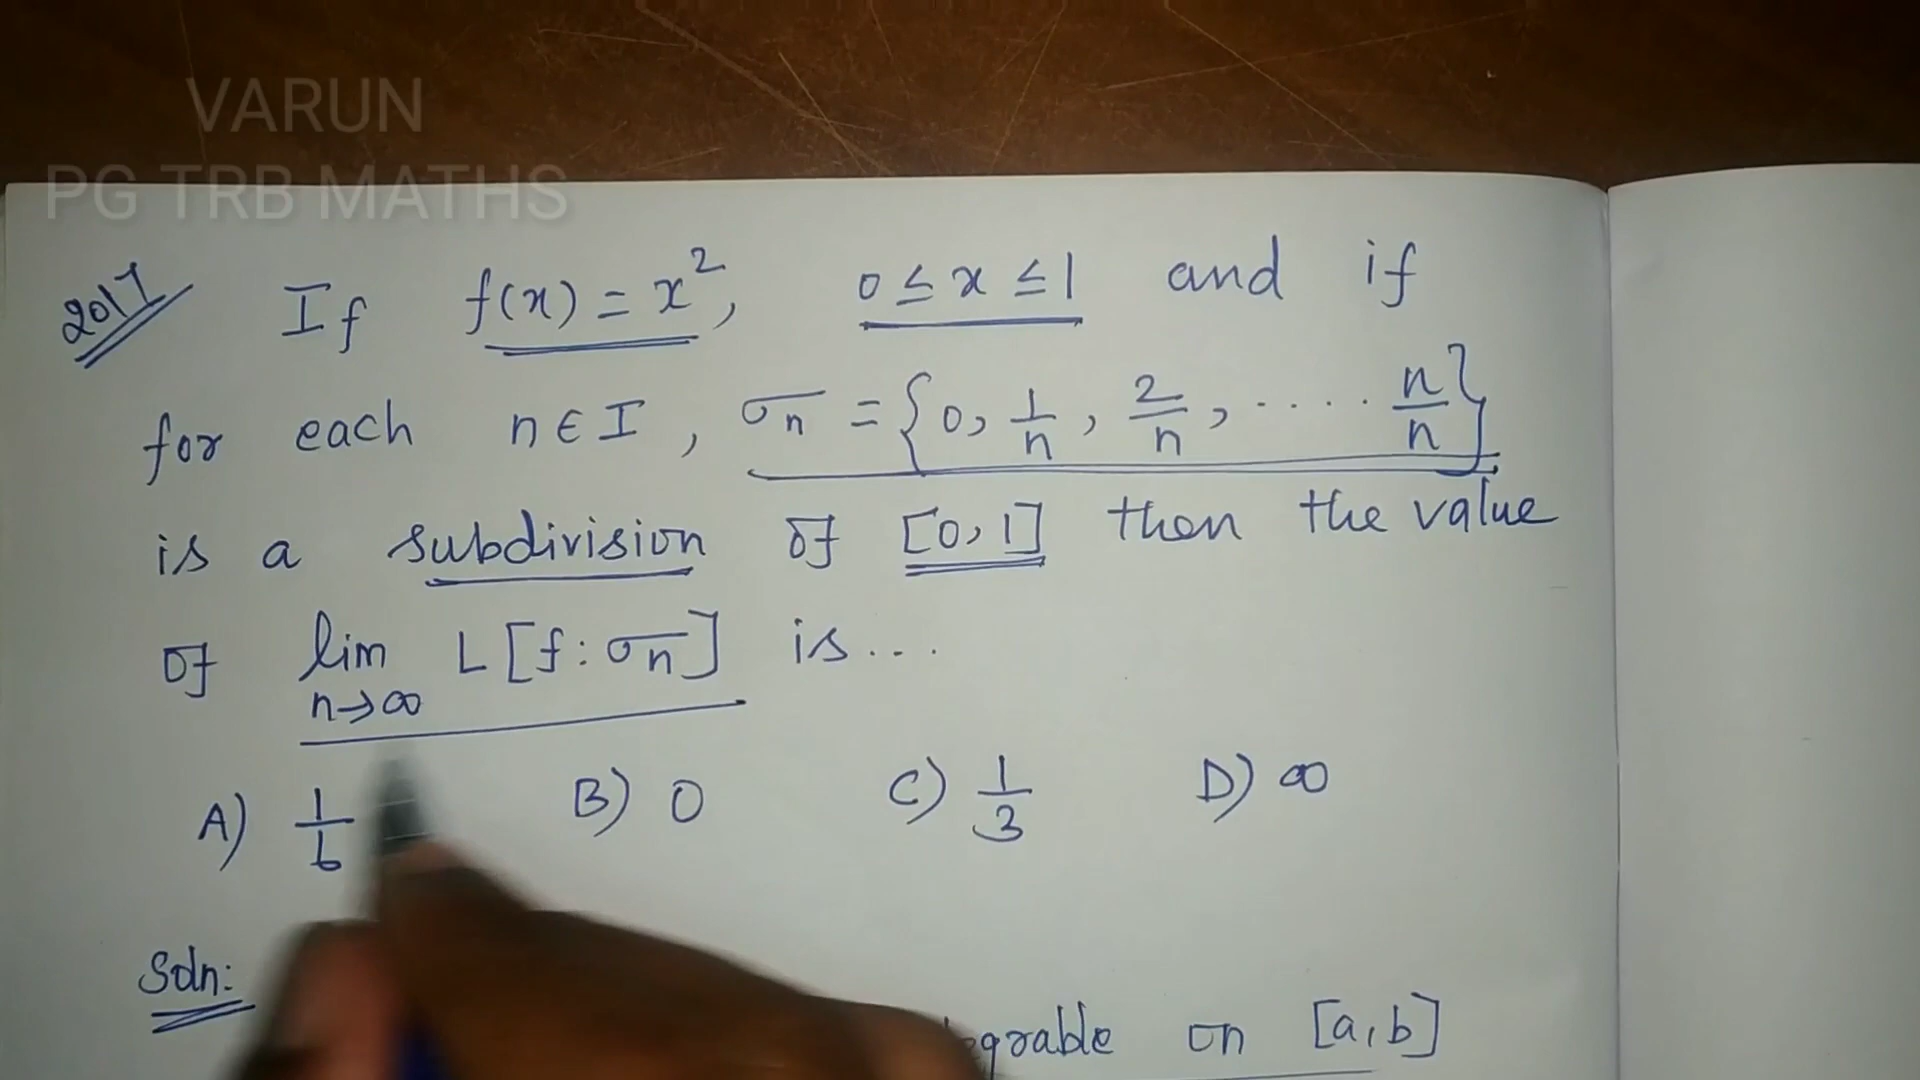 VARUN
PG TRB MATHS
2017 If f(x) = x², 0 ≤ x ≤ 1 and if
for each n ∈ I, σn = {0, 1/n, 2/n, .... n/n}
is a subdivision of [0,1] then the value
of lim n→∞ L[f:σn] is...
A) 1/6 B) 0 C) 1/3 D) ∞
Soln:
on [a,b]